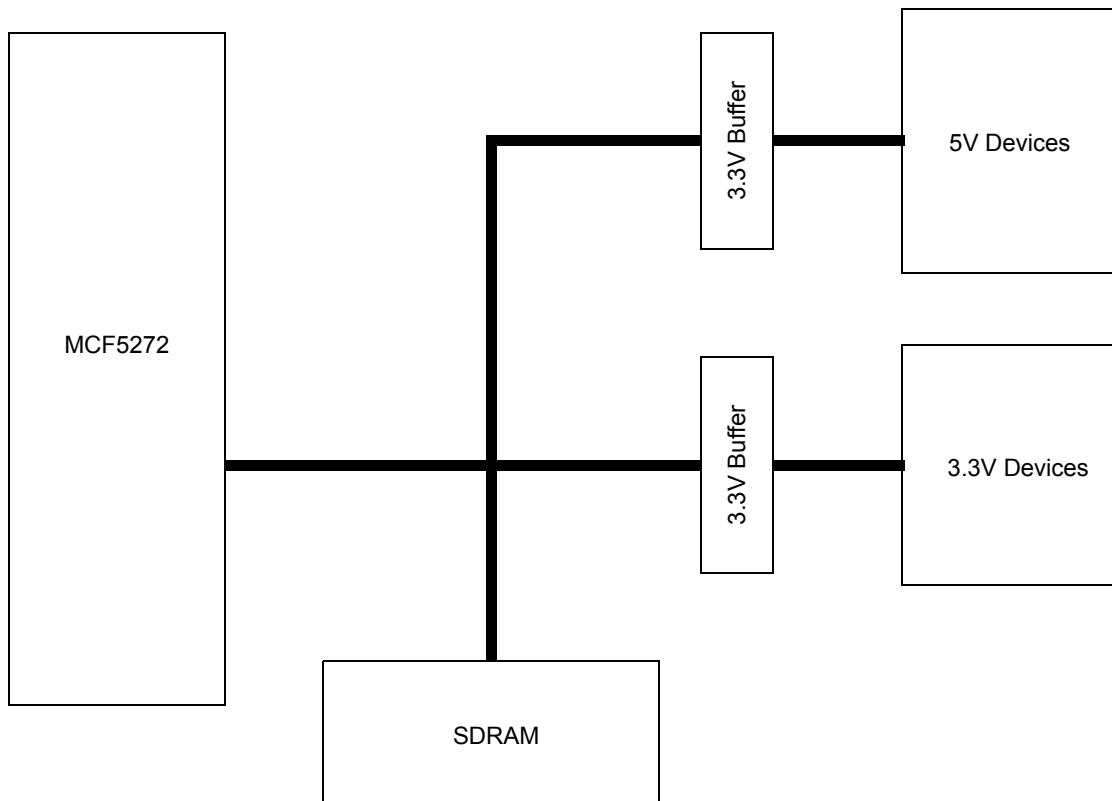 3.3V Buffer
5V Devices
MCF5272
3.3V Buffer
3.3V Devices
SDRAM